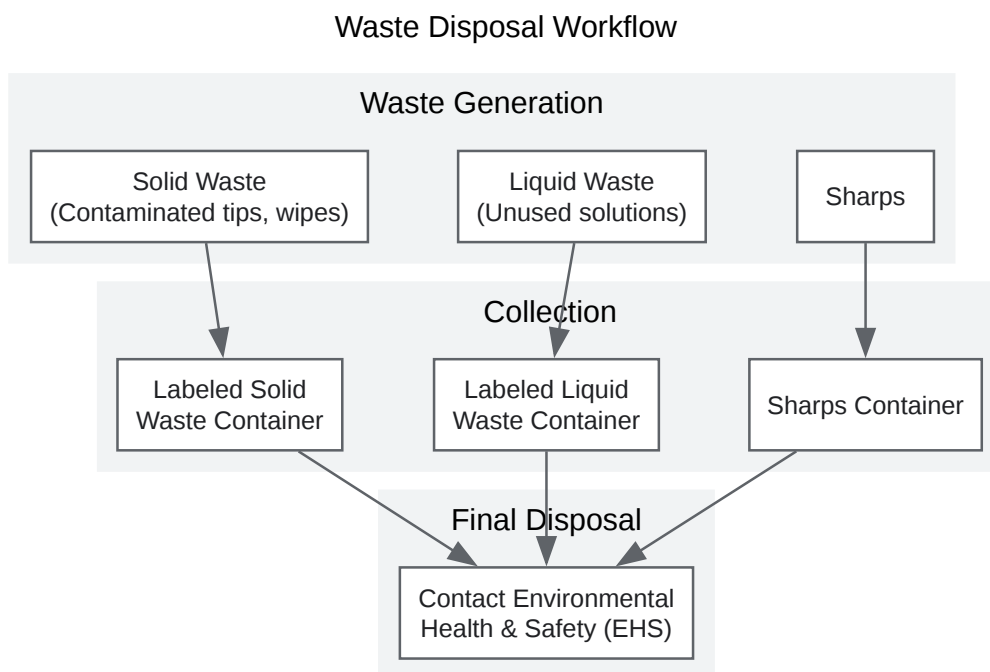 Waste Disposal Workflow
Waste Generation
Solid Waste
(Contaminated tips, wipes)
Liquid Waste
(Unused solutions)
Sharps
Collection
Labeled Solid
Waste Container
Labeled Liquid
Waste Container
Sharps Container
Final Disposal
Contact Environmental
Health & Safety (EHS)